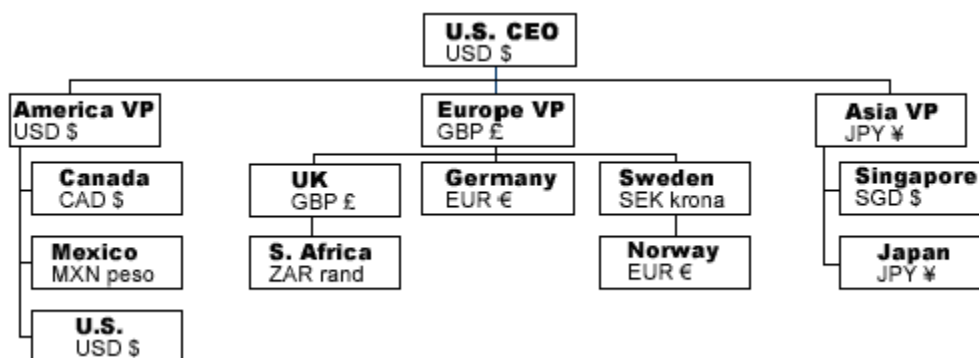 U.S. CEO
USD $
America VP
USD $
Europe VP
GBP £
Asia VP
JPY ¥
Canada
CAD $
UK
GBP £
Germany
EUR €
Sweden
SEK krona
Singapore
SGD $
Mexico
MXN peso
S. Africa
ZAR rand
Norway
EUR €
Japan
JPY ¥
U.S.
USD $